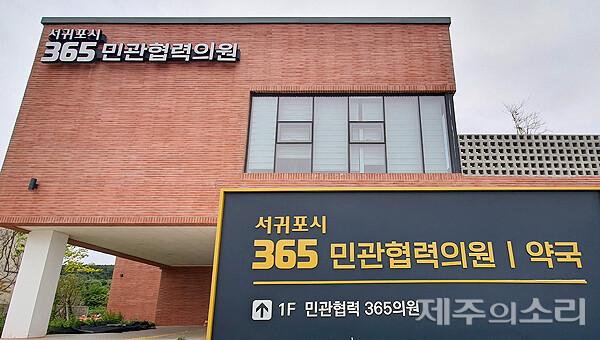 서귀포시
365 민관협력의원
서귀포시
365 민관협력의원 | 약국
↑ 1F 민관협력 365의원
제주의소리